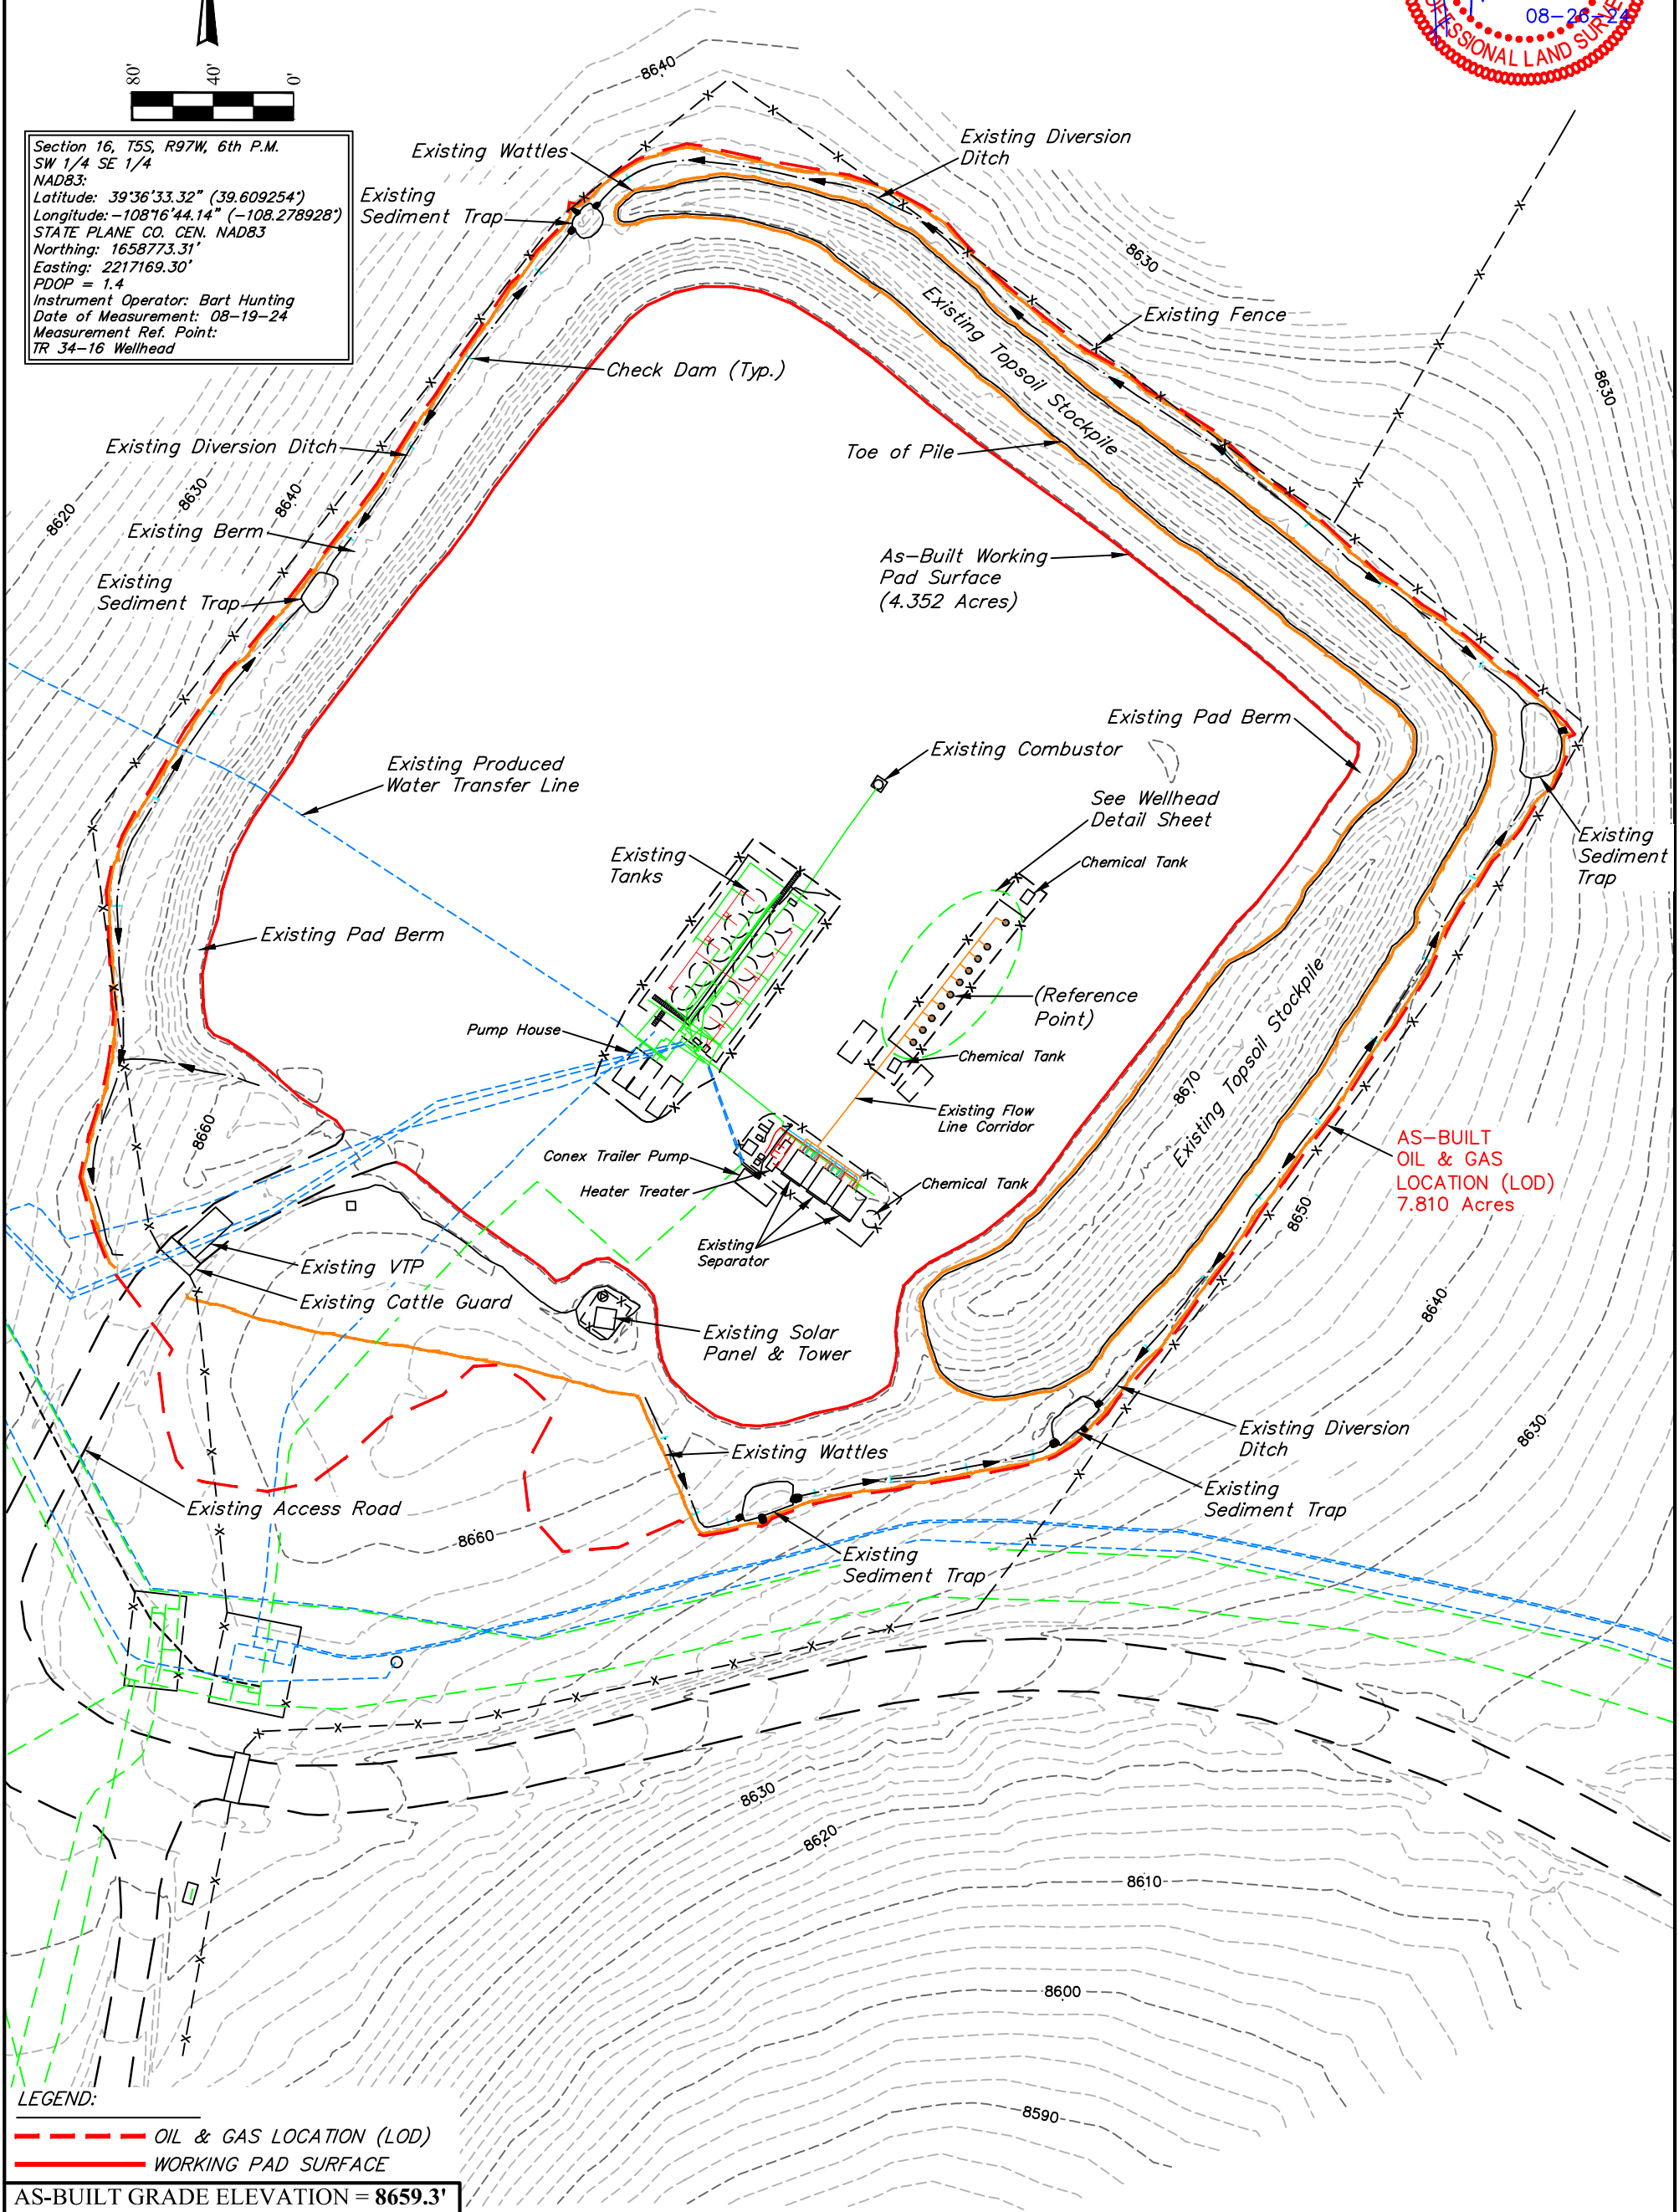 08-26-24
OFESSIONAL LAND SURVE
80'
40'
0'
Section 16, T5S, R97W, 6th P.M.
SW 1/4 SE 1/4
NAD83:
Latitude: 39°36'33.32" (39.609254°)
Longitude: -108°16'44.14" (-108.278928°)
STATE PLANE CO. CEN. NAD83
Northing: 1658773.31'
Easting: 2217169.30'
PDOP = 1.4
Instrument Operator: Bart Hunting
Date of Measurement: 08-19-24
Measurement Ref. Point:
TR 34-16 Wellhead
8640
Existing Wattles
Existing Diversion
Ditch
Existing
Sediment Trap
8630
Existing Fence
Existing Topsoil Stockpile
Check Dam (Typ.)
8630
Existing Diversion Ditch
Toe of Pile
8620
8630
8640
Existing Berm
Existing
Sediment Trap
As-Built Working
Pad Surface
(4.352 Acres)
Existing Pad Berm
Existing Combustor
Existing Produced
Water Transfer Line
See Wellhead
Detail Sheet
Existing
Tanks
Chemical Tank
Existing
Sediment
Trap
Existing Pad Berm
(Reference
Point)
Existing Topsoil Stockpile
Pump House
Chemical Tank
8670
8660
Existing Flow
Line Corridor
AS-BUILT
OIL & GAS
LOCATION (LOD)
7.810 Acres
Conex Trailer Pump
Heater Treater
Chemical Tank
8650
Existing
Separator
Existing VTP
Existing Cattle Guard
8640
Existing Solar
Panel & Tower
Existing Diversion
Ditch
8630
Existing Wattles
Existing
Sediment Trap
Existing Access Road
8660
Existing
Sediment Trap
8630
8620
8610
8600
8590
LEGEND:
OIL & GAS LOCATION (LOD)
WORKING PAD SURFACE
AS-BUILT GRADE ELEVATION = 8659.3'